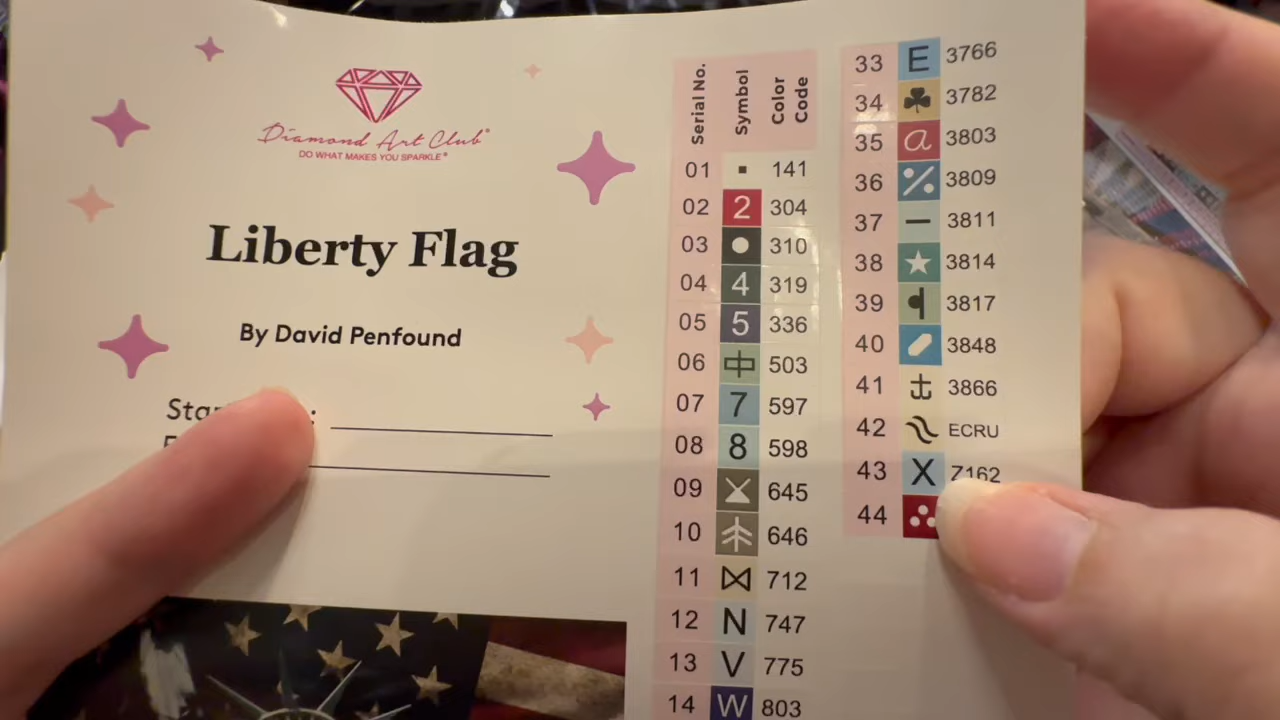 Diamond Art Club®
DO WHAT MAKES YOU SPARKLE®
Liberty Flag
By David Penfound
Serial No. Symbol Color Code
01 ▪ 141
02 2 304
03 ● 310
04 4 319
05 5 336
06 503
07 7 597
08 8 598
09 645
10 646
11 ⋈ 712
12 N 747
13 V 775
14 W 803
33 E 3766
34 ♣ 3782
35 a 3803
36 3809
37 — 3811
38 ★ 3814
39 3817
40 3848
41 3866
42 ECRU
43 X Z162
44